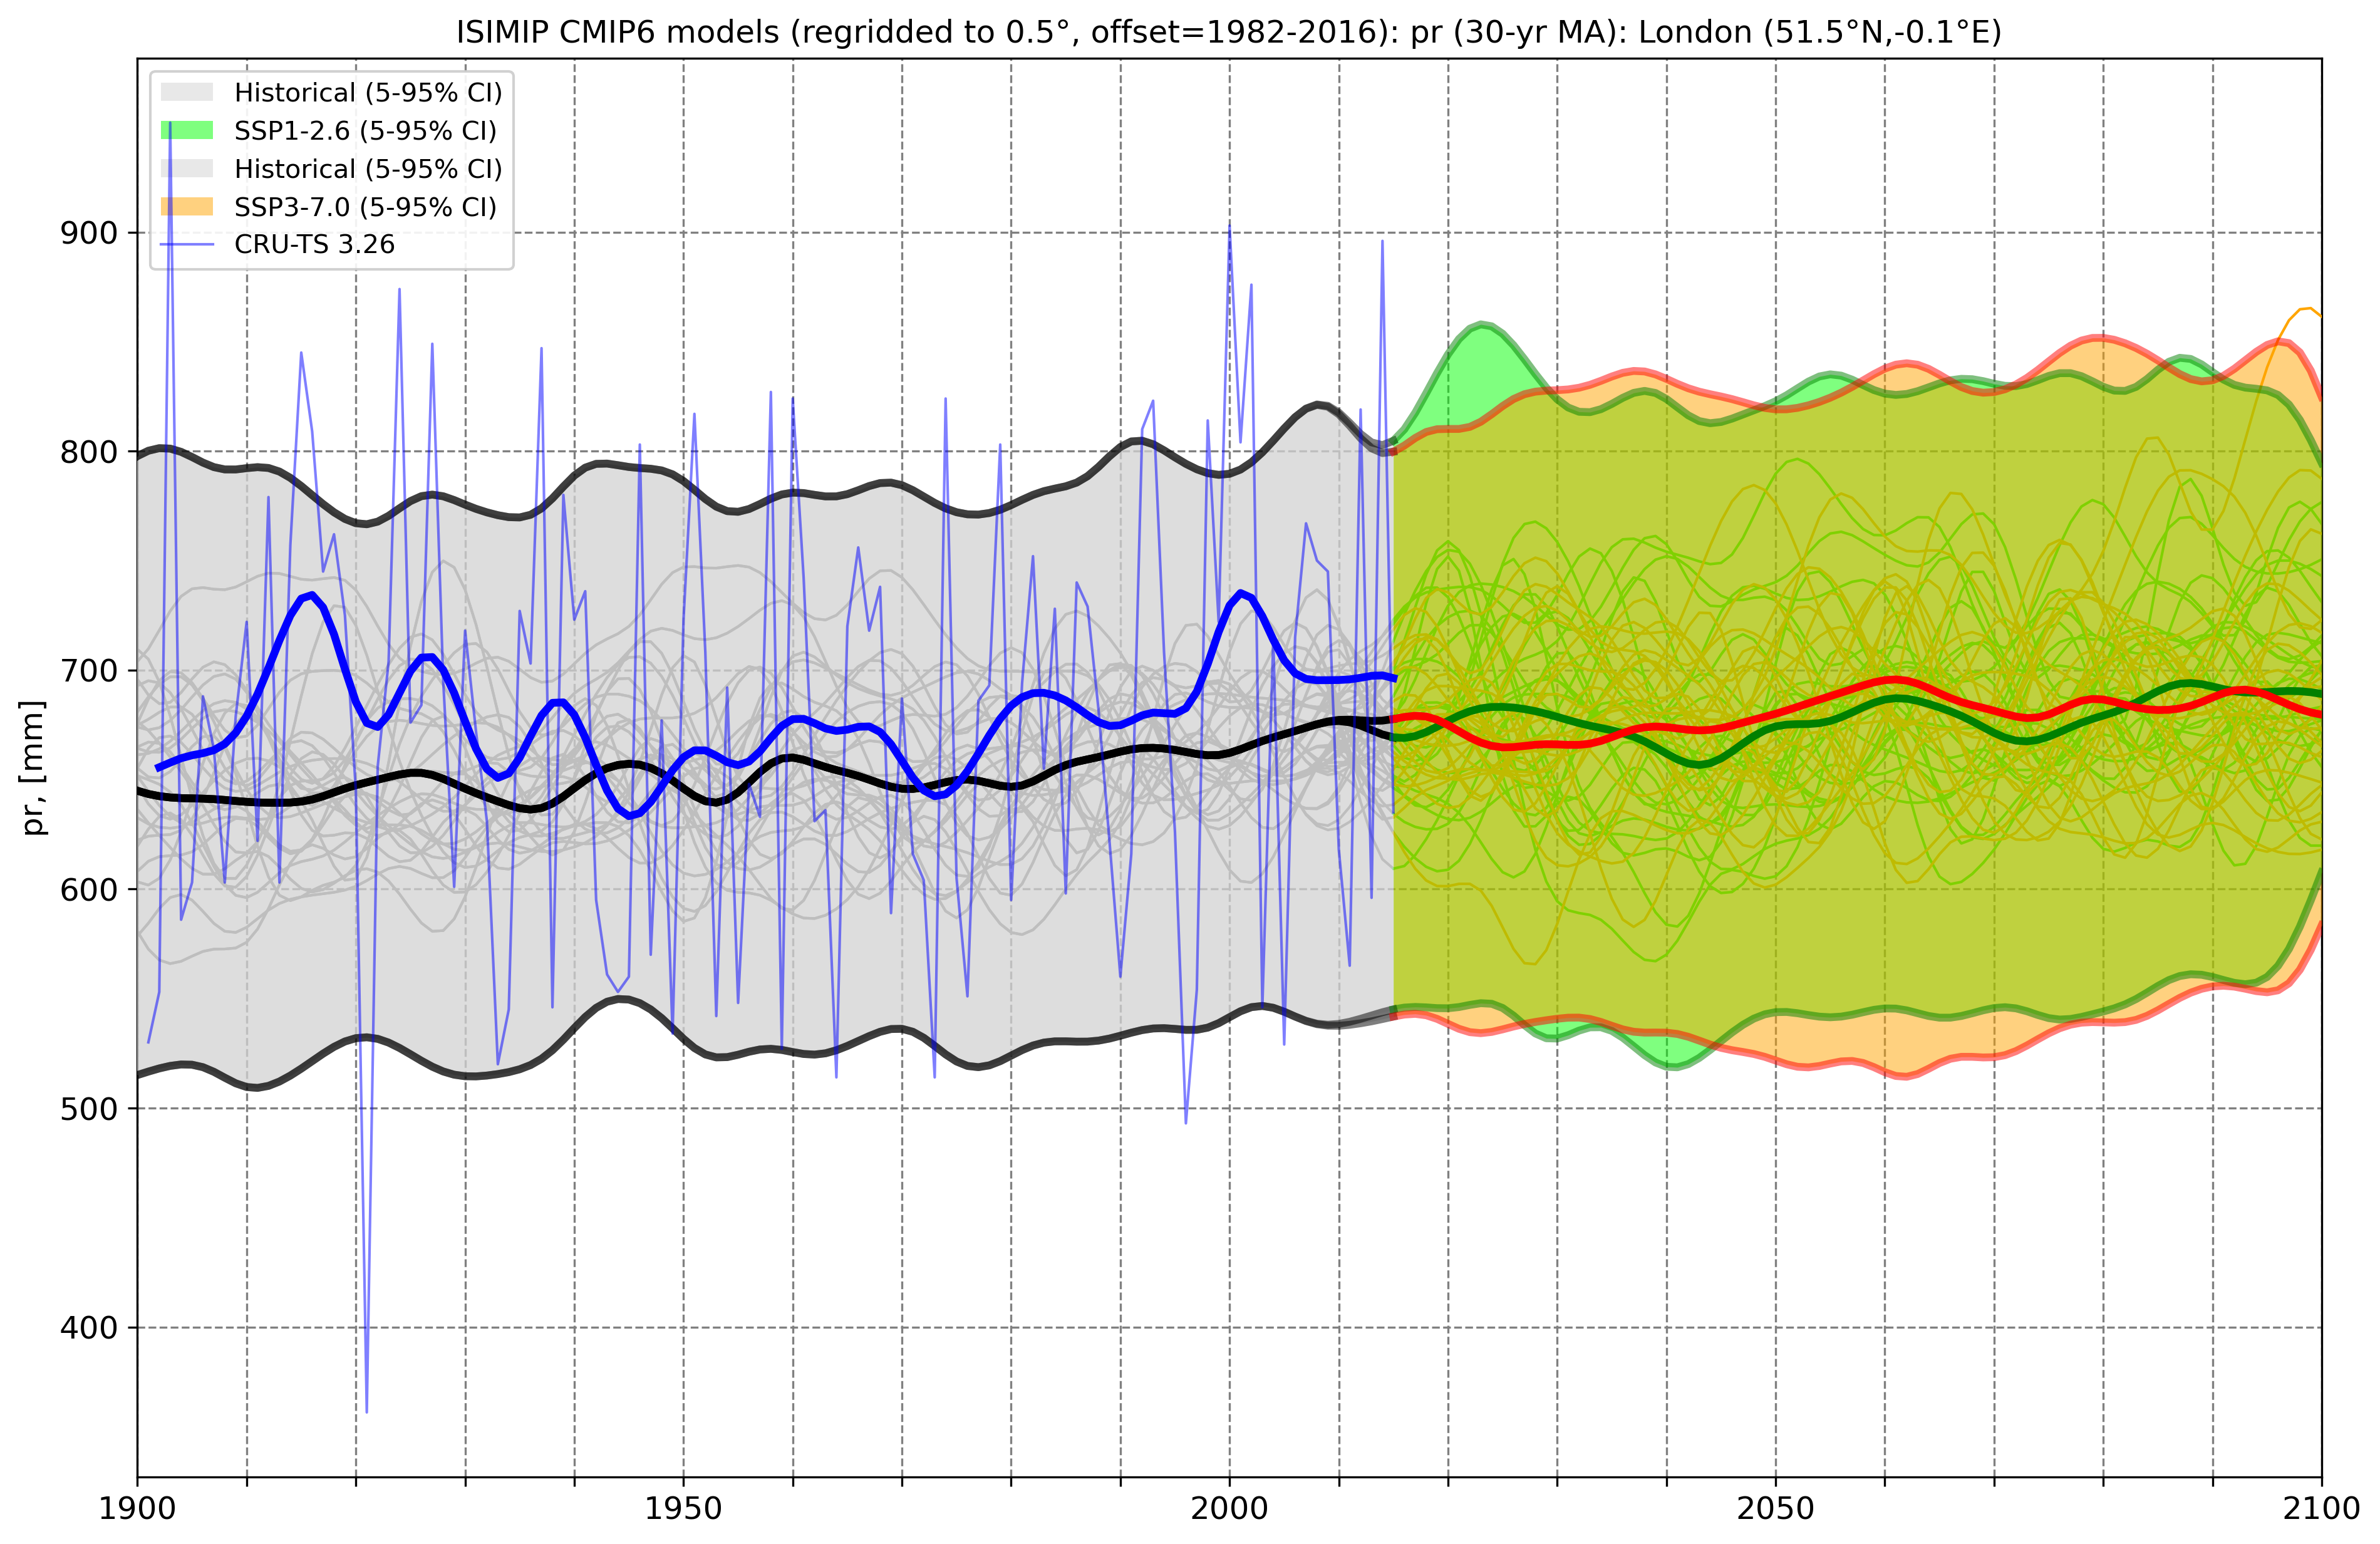 ISIMIP CMIP6 models (regridded to 0.5°, offset=1982-2016): pr (30-yr MA): London (51.5°N,-0.1°E)
Historical (5-95% CI)
SSP1-2.6 (5-95% CI)
Historical (5-95% CI)
SSP3-7.0 (5-95% CI)
CRU-TS 3.26
900
800
700
600
500
400
pr, [mm]
1900 1950 2000 2050 2100